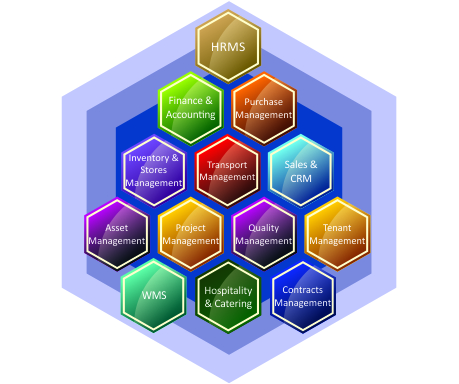 HRMS
Finance &
Accounting
Purchase
Management
Inventory &
Stores
Management
Transport
Management
Sales &
CRM
Asset
Management
Project
Management
Quality
Management
Tenant
Management
WMS
Hospitality
& Catering
Contracts
Management